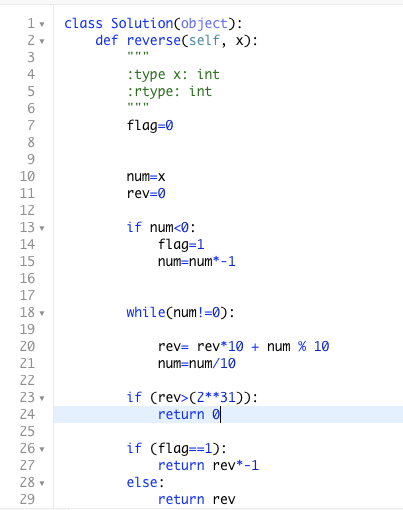 1 class Solution(object):
2 def reverse(self, x):
3 """
4 :type x: int
5 :rtype: int
6 """
7 flag=0
8
9
10 num=x
11 rev=0
12
13 if num<0:
14 flag=1
15 num=num*-1
16
17
18 while(num!=0):
19
20 rev= rev*10 + num % 10
21 num=num/10
22
23 if (rev>(2**31)):
24 return 0
25
26 if (flag==1):
27 return rev*-1
28 else:
29 return rev